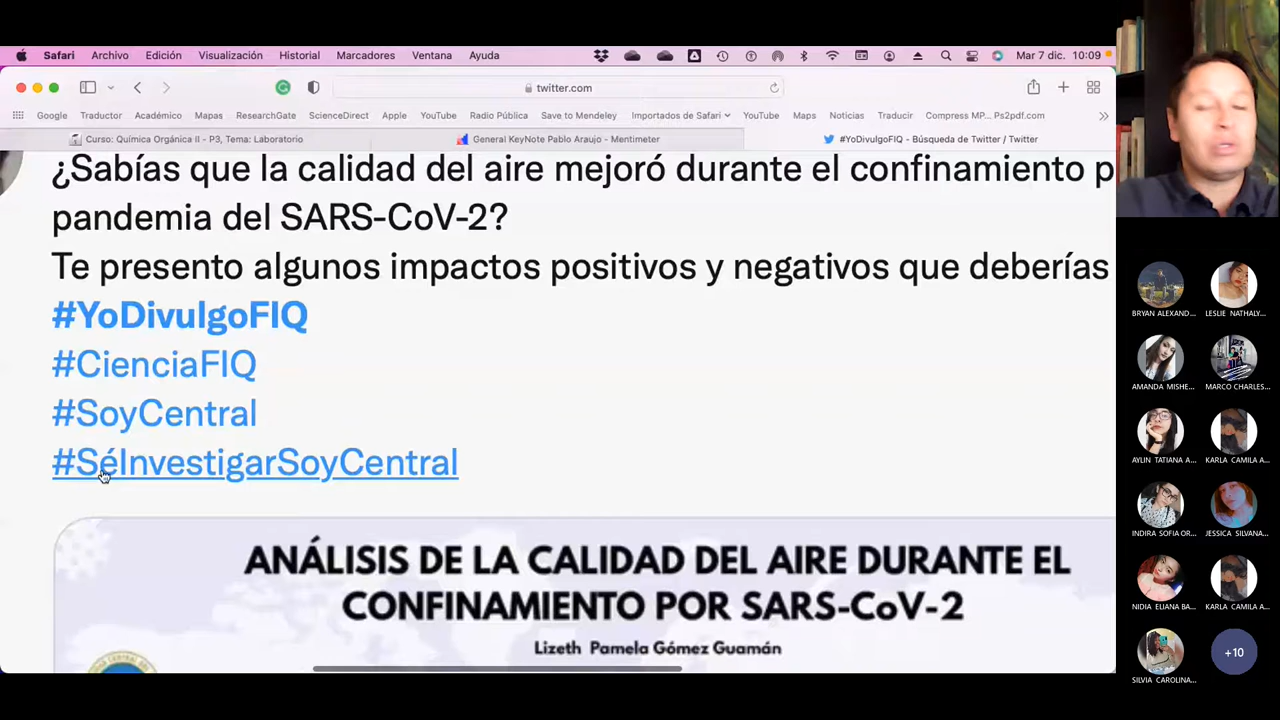 Safari Archivo Edición Visualización Historial Marcadores Ventana Ayuda Mar 7 dic. 10:09
twitter.com
Google Traductor Académico Mapas ResearchGate ScienceDirect Apple YouTube Radio Pública Save to Mendeley Importados de Safari YouTube Maps Noticias Traducir Compress MP... Ps2pdf.com
Curso: Química Orgánica II - P3, Tema: Laboratorio
General KeyNote Pablo Araujo - Mentimeter
#YoDivulgoFIQ - Búsqueda de Twitter / Twitter
¿Sabías que la calidad del aire mejoró durante el confinamiento p
pandemia del SARS-CoV-2?
Te presento algunos impactos positivos y negativos que deberías
#YoDivulgoFIQ
#CienciaFIQ
#SoyCentral
#SéInvestigarSoyCentral
ANÁLISIS DE LA CALIDAD DEL AIRE DURANTE EL
CONFINAMIENTO POR SARS-CoV-2
Lizeth Pamela Gómez Guamán
BRYAN ALEXAND... LESLIE NATHALY...
AMANDA MISHE... MARCO CHARLES...
AYLIN TATIANA A... KARLA CAMILA A...
INDIRA SOFIA OR... JESSICA SILVANA...
NIDIA ELIANA BA... KARLA CAMILA A...
SILVIA CAROLINA... +10